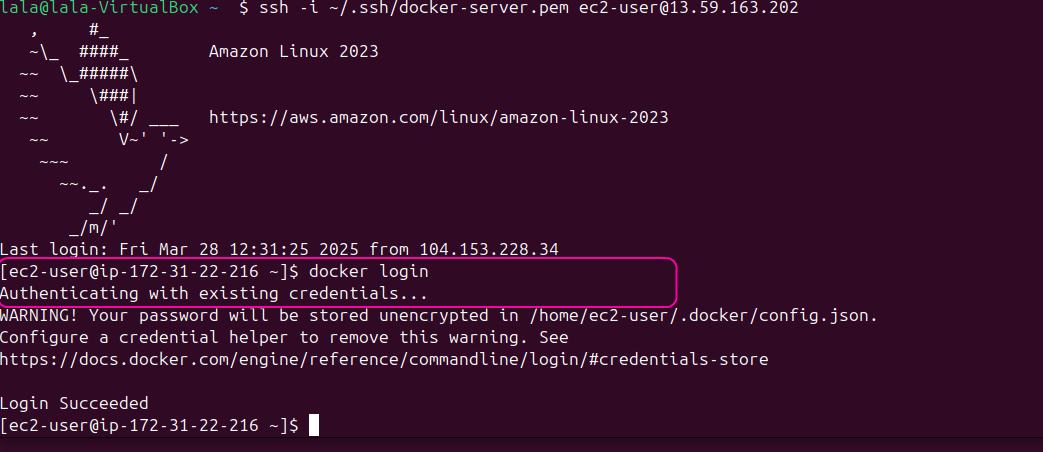 lala@lala-VirtualBox ~  $ ssh -i ~/.ssh/docker-server.pem ec2-user@13.59.163.202
   ,     #_
   ~\_  ####_        Amazon Linux 2023
  ~~  \_#####\
  ~~     \###|
  ~~       \#/ ___   https://aws.amazon.com/linux/amazon-linux-2023
   ~~       V~' '->
    ~~~         /
      ~~._.   _/
         _/ _/
       _/m/'
Last login: Fri Mar 28 12:31:25 2025 from 104.153.228.34
[ec2-user@ip-172-31-22-216 ~]$ docker login
Authenticating with existing credentials...
WARNING! Your password will be stored unencrypted in /home/ec2-user/.docker/config.json.
Configure a credential helper to remove this warning. See
https://docs.docker.com/engine/reference/commandline/login/#credentials-store
Login Succeeded
[ec2-user@ip-172-31-22-216 ~]$